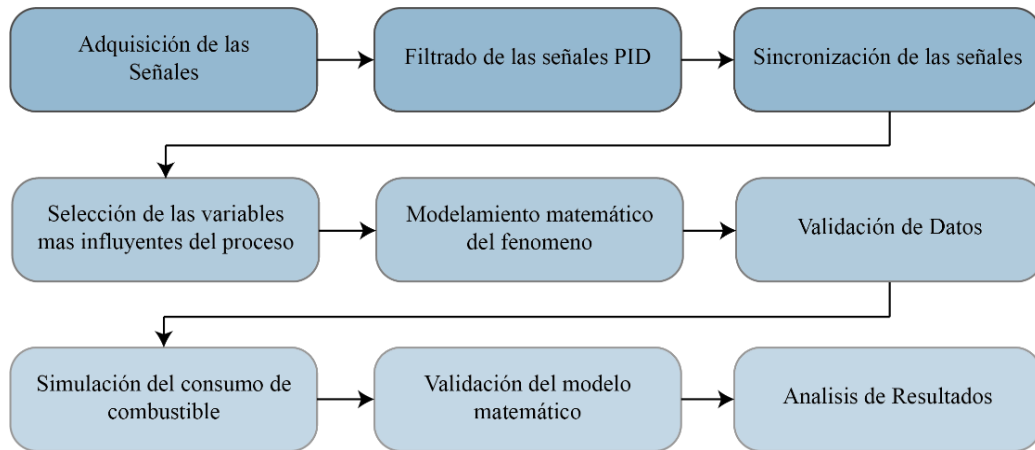 Adquisición de las
Señales
Filtrado de las señales PID
Sincronización de las señales
Selección de las variables
mas influyentes del proceso
Modelamiento matemático
del fenomeno
Validación de Datos
Simulación del consumo de
combustible
Validación del modelo
matemático
Analisis de Resultados